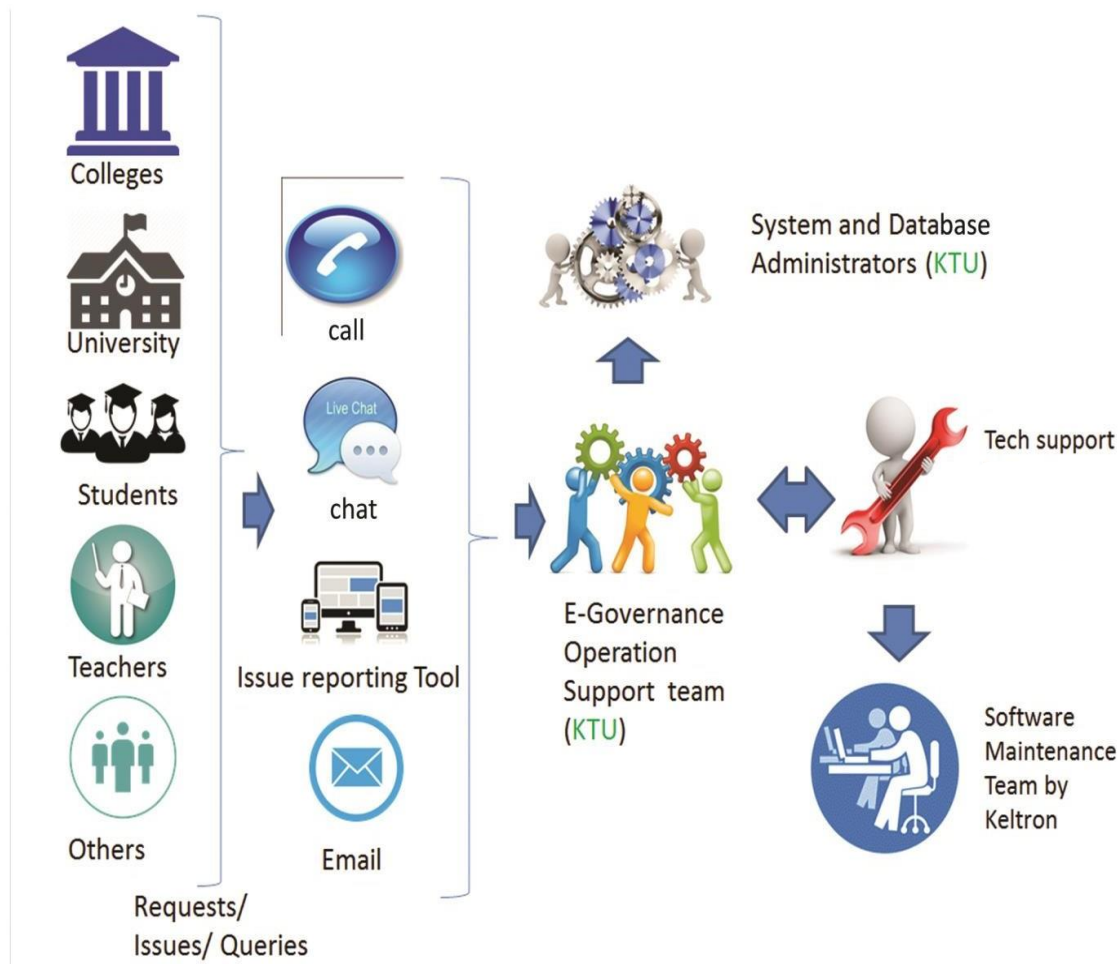 Colleges
University
Students
Teachers
Others
Requests/
Issues/ Queries
call
Live Chat
chat
Issue reporting Tool
Email
E-Governance
Operation
Support team
(KTU)
System and Database
Administrators (KTU)
Tech support
Software
Maintenance
Team by
Keltron